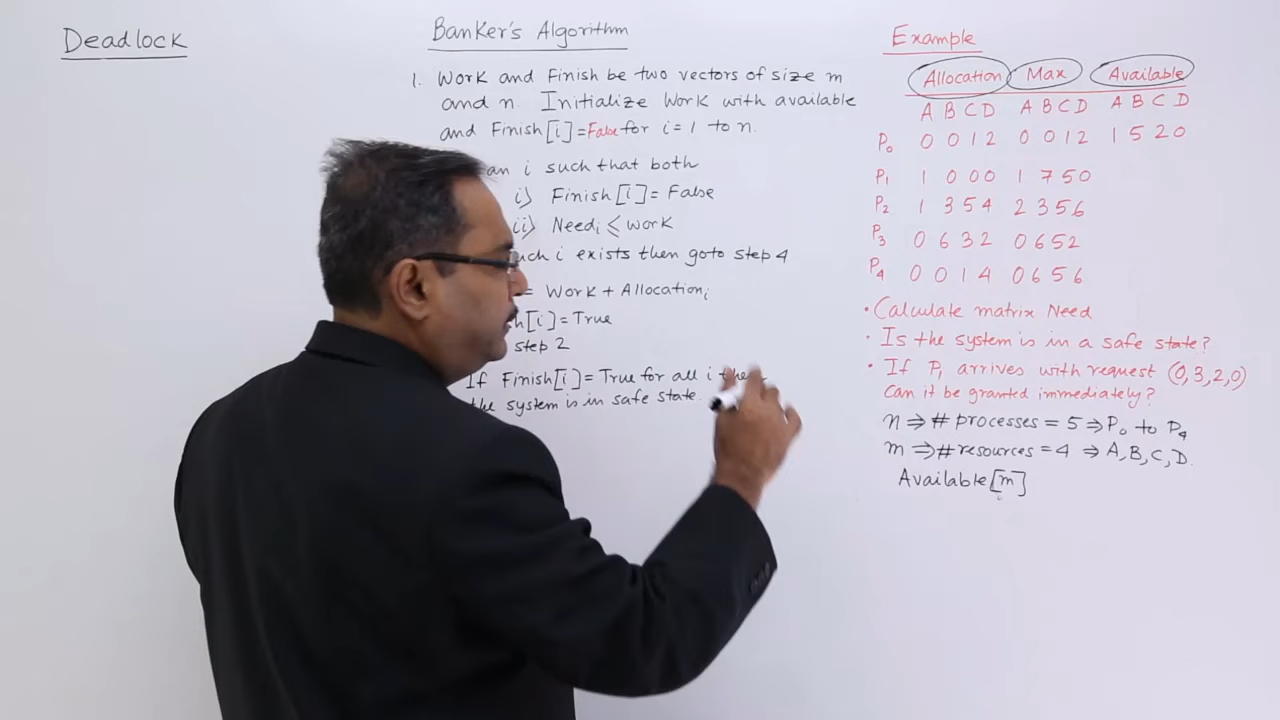 Deadlock
Banker's Algorithm
1. Work and Finish be two vectors of size m
and n. Initialize Work with available
and Finish[i]=False for i=1 to n.
an i such that both
i) Finish[i]=False
ii) Needi ≤ work
such i exists then goto step 4
= Work + Allocationi
[i]=True
step 2
If Finish[i]=True for all i
the system is in safe state.
Example
Allocation Max Available
A B C D A B C D A B C D
P0 0 0 1 2 0 0 1 2 1 5 2 0
P1 1 0 0 0 1 7 5 0
P2 1 3 5 4 2 3 5 6
P3 0 6 3 2 0 6 5 2
P4 0 0 1 4 0 6 5 6
• Calculate matrix Need
• Is the system is in a safe state?
• If P1 arrives with request (0,3,2,0)
Can it be granted immediately?
n ⇒ # processes = 5 ⇒ P0 to P4
m ⇒ # resources = 4 ⇒ A, B, C, D.
Available[m]